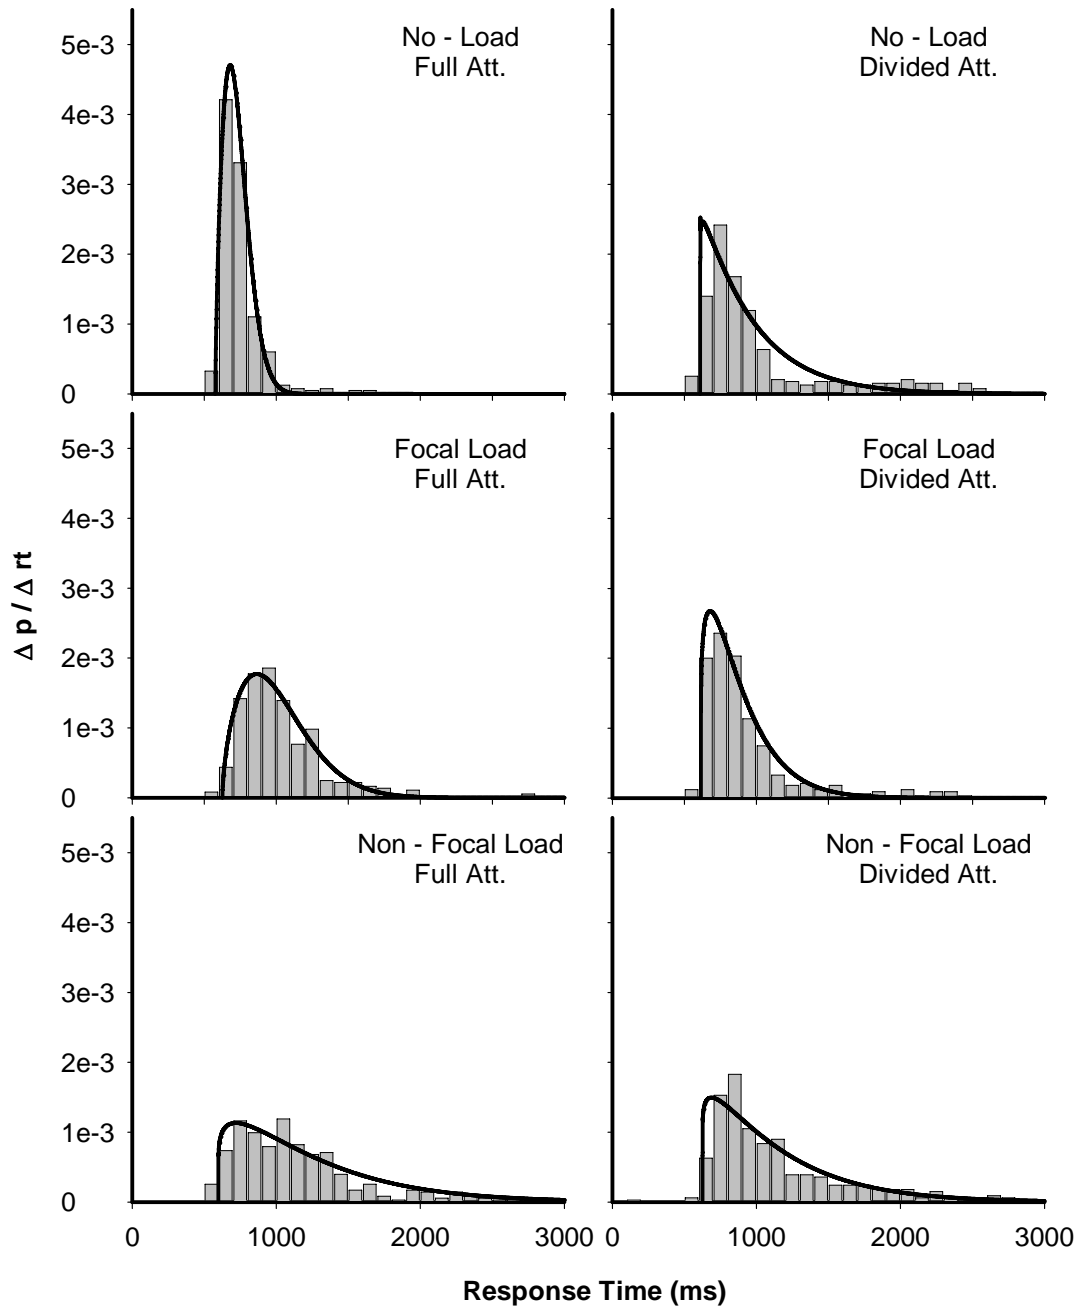 No - Load
Full Att.
No - Load
Divided Att.
5e-3
4e-3
3e-3
2e-3
1e-3
0
Focal Load
Full Att.
Focal Load
Divided Att.
5e-3
4e-3
3e-3
2e-3
1e-3
0
Δ p / Δ rt
Non - Focal Load
Full Att.
Non - Focal Load
Divided Att.
5e-3
4e-3
3e-3
2e-3
1e-3
0
0 1000 2000 3000 0 1000 2000 3000
Response Time (ms)